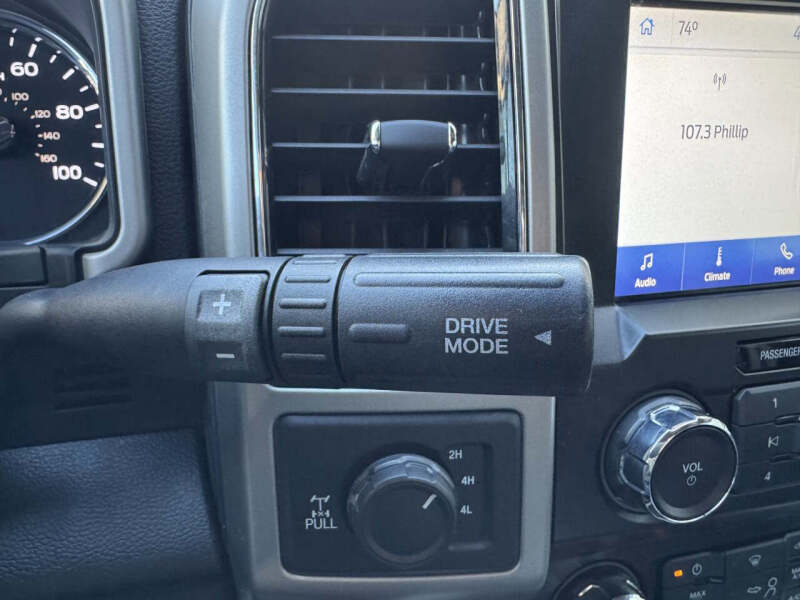 60
80
100
100
120
140
160
74°
107.3 Phillip
Audio
Climate
Phone
+
−
DRIVE
MODE
PASSENGER
1
2H
4H
4L
PULL
VOL
4
MAX